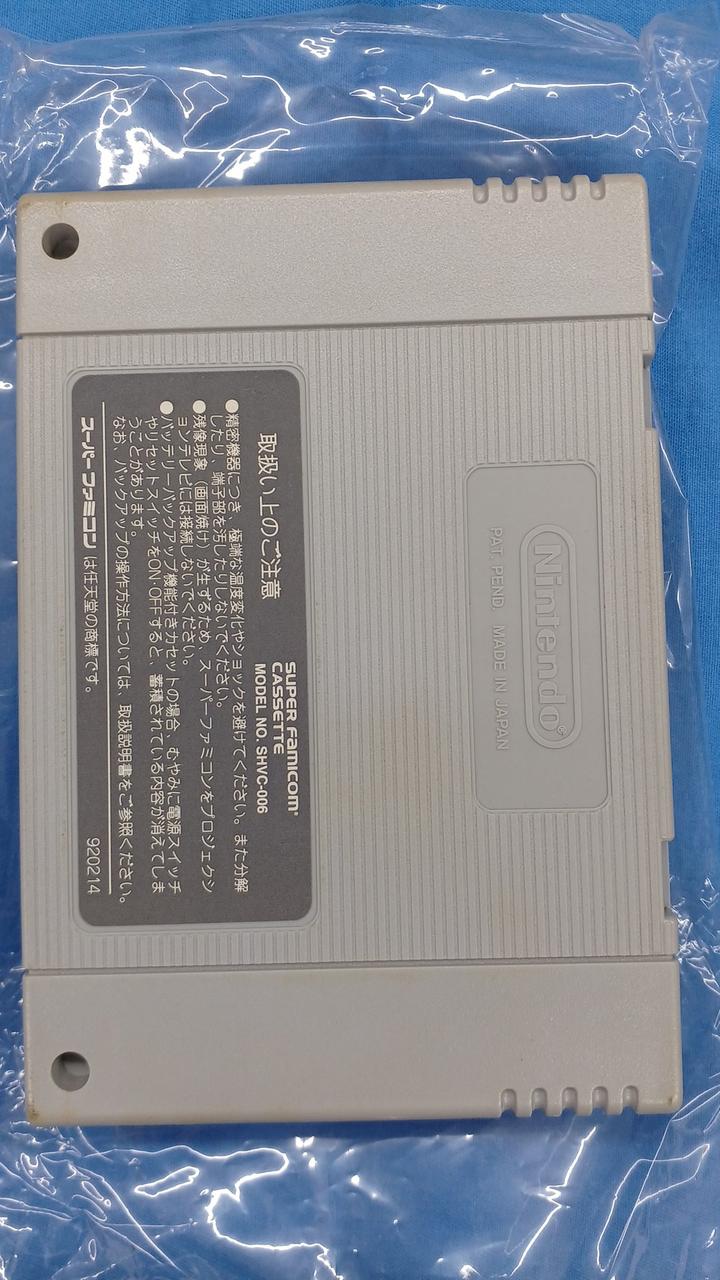 Nintendo®
PAT. PEND. MADE IN JAPAN
SUPER FAMICOM®
CASSETTE
MODEL NO. SHVC-006
取扱い上のご注意
●精密機器につき、極端な温度変化やショックを避けてください。また分解
したり、端子部を汚したりしないでください。
●残像現象（画面焼け）が生ずるため、スーパーファミコンをプロジェクシ
ョンテレビには接続しないでください。
●バッテリーバックアップ機能付きカセットの場合、むやみに電源スイッチ
やリセットスイッチをON・OFFすると、蓄積されている内容が消えてしま
うことがあります。
なお、バックアップの操作方法については、取扱説明書をご参照ください。
スーパーファミコン は任天堂の商標です。
920214